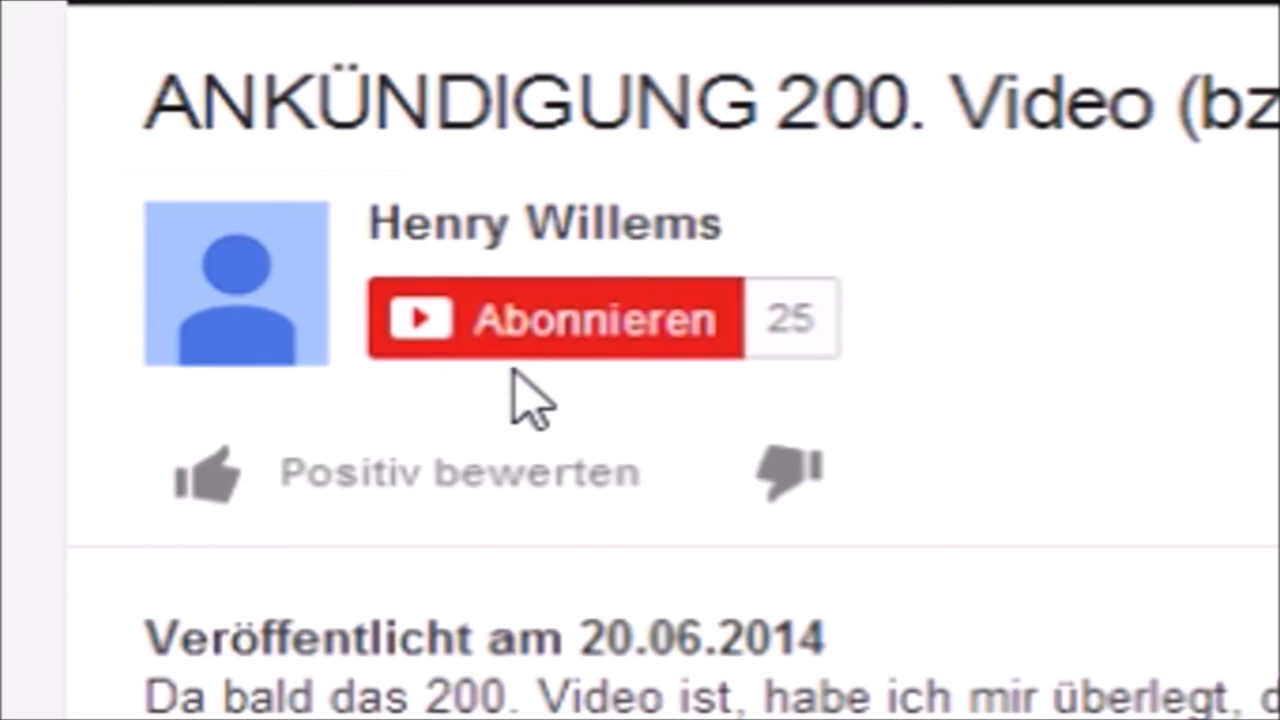 ANKÜNDIGUNG 200. Video (bz
Henry Willems
Abonnieren 25
Positiv bewerten
Veröffentlicht am 20.06.2014
Da bald das 200. Video ist, habe ich mir überlegt, d